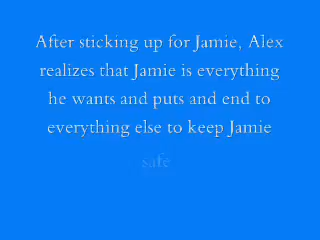 After sticking up for Jamie, Alex
realizes that Jamie is everything
he wants and puts and end to
everything else to keep Jamie
safe